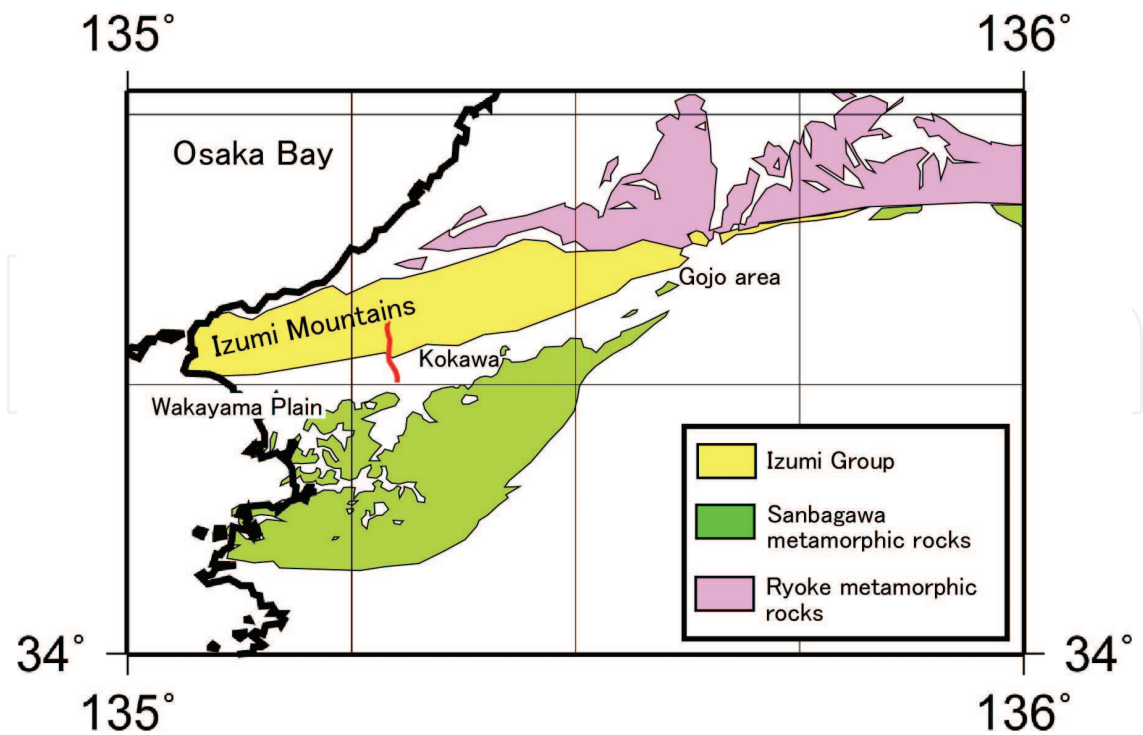 135°
136°
Osaka Bay
Gojo area
Izumi Mountains
Kokawa
Wakayama Plain
Izumi Group
Sanbagawa
metamorphic rocks
Ryoke metamorphic
rocks
34°
34°
135°
136°